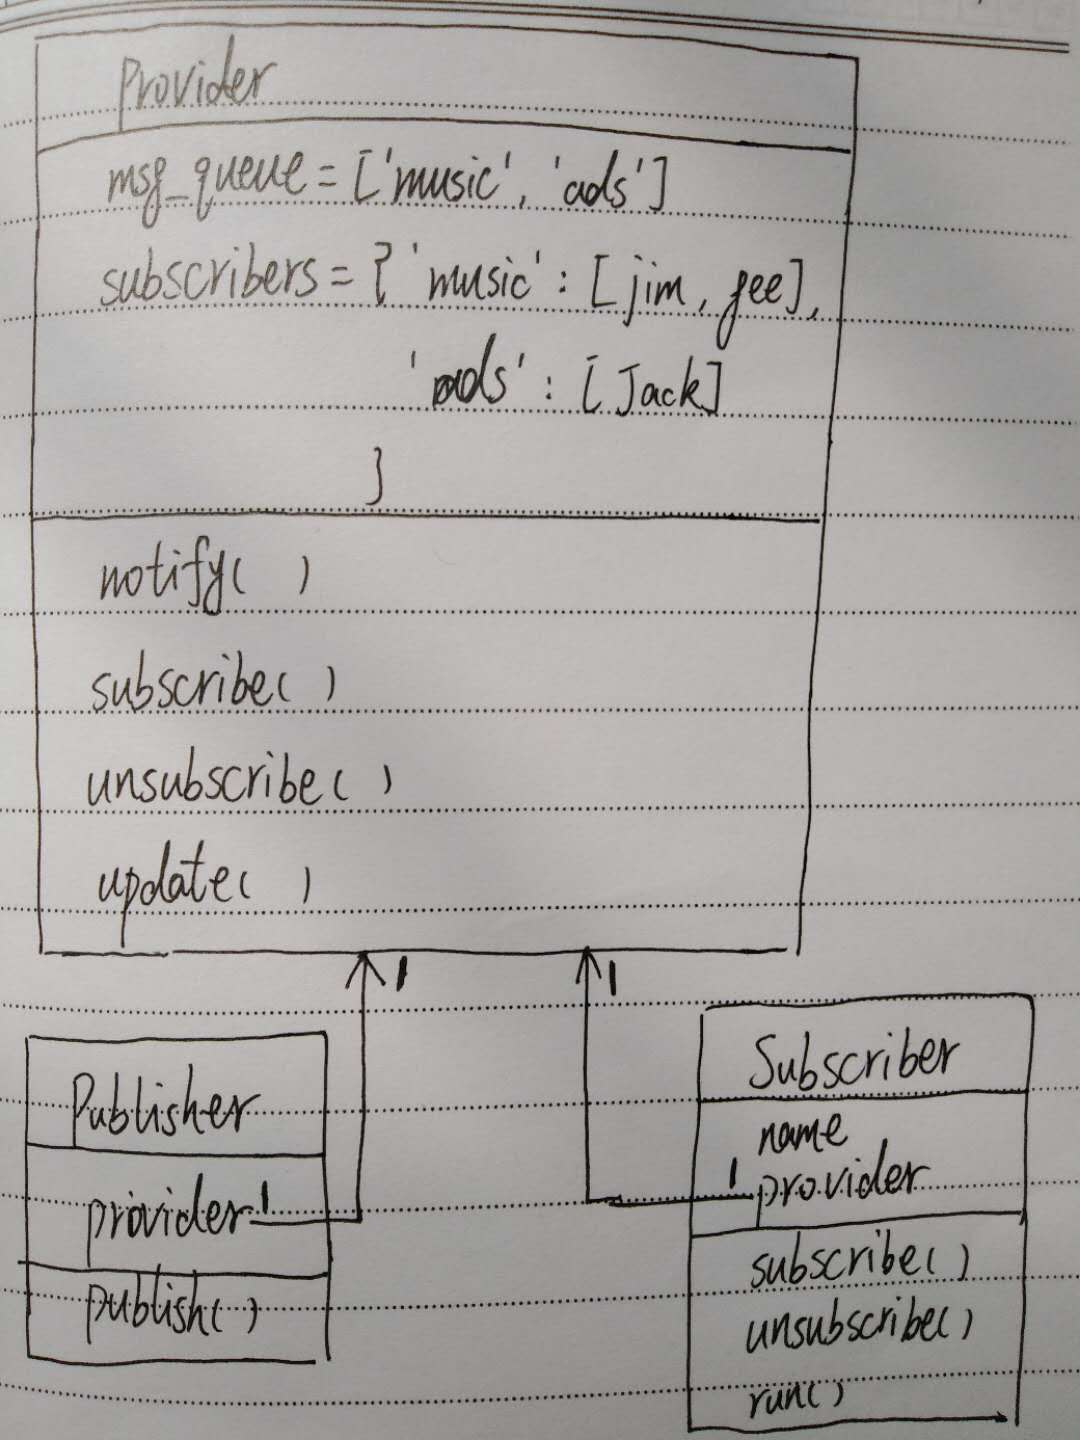 Provider
msg_queue = ['music', 'ads']
subscribers = { 'music' : [jim, gee],
'ads' : [Jack]
}
notify( )
subscribe( )
unsubscribe( )
update( )
1 1
Publisher
provider 1
publish( )
Subscriber
name
1 provider
subscribe( )
unsubscribe( )
run( )